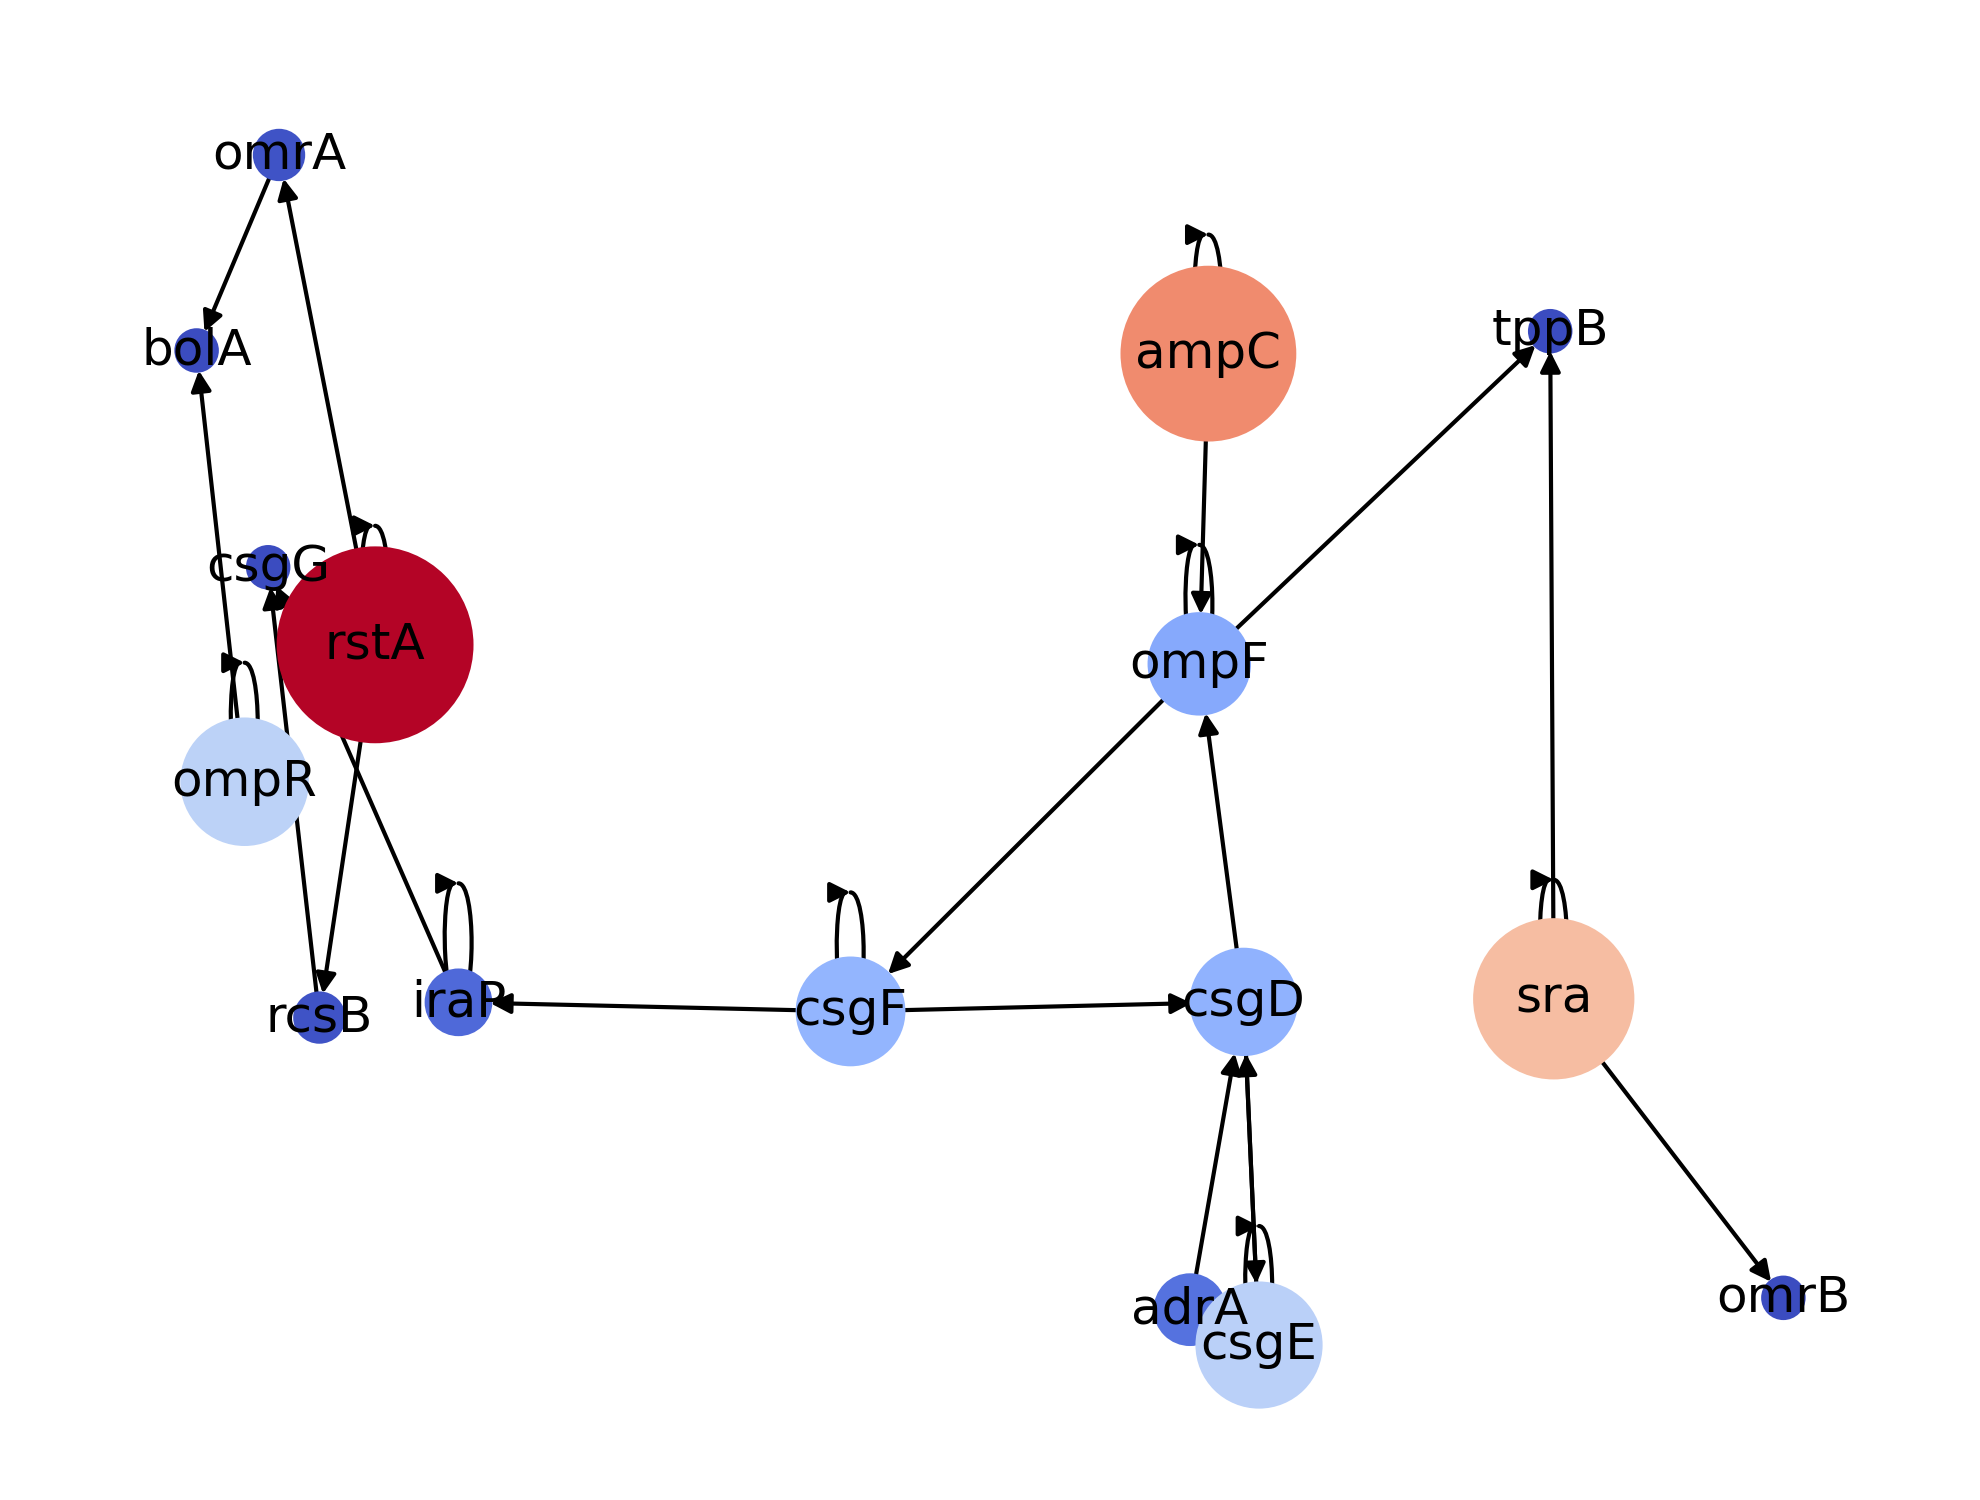 omrA
tppB
bolA
ampC
csgG
rstA
ompF
ompR
rcsB
iraP
csgF
csgD
sra
adrA
csgE
omrB